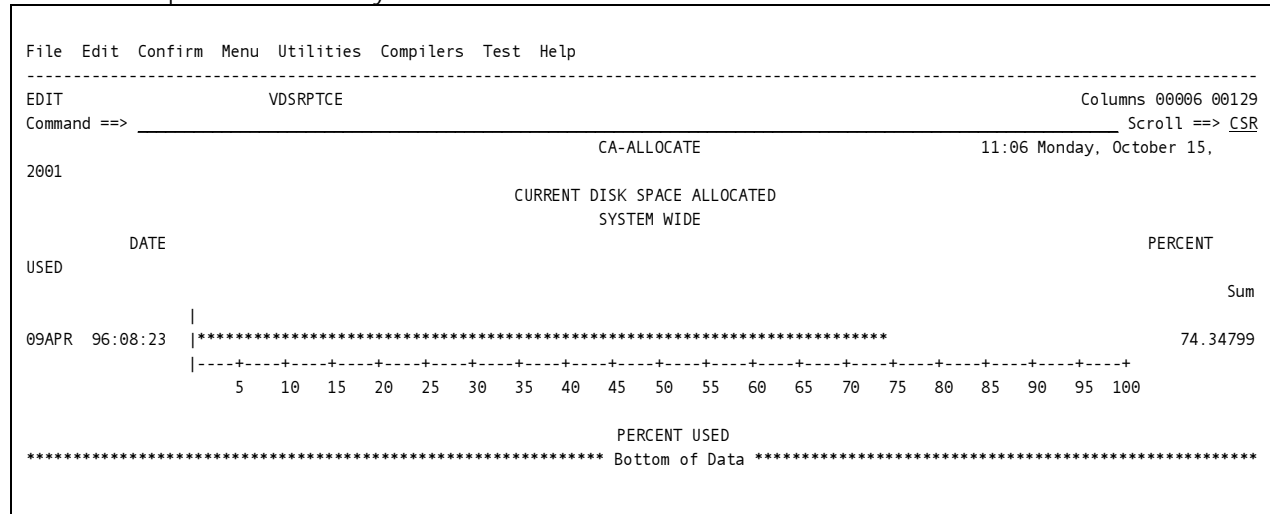 File  Edit  Confirm  Menu  Utilities  Compilers  Test  Help
------------------------------------------------------------------------------------------------------------------------------------
EDIT                      VDSRPTCE                                                                               Columns 00006 00129
Command ==>                                                                                                           Scroll ==> CSR
                                                             CA-ALLOCATE                              11:06 Monday, October 15,
2001
                                                    CURRENT DISK SPACE ALLOCATED
                                                             SYSTEM WIDE
           DATE                                                                                                         PERCENT
USED
                                                                                                                                 Sum
                  |
09APR  96:08:23  |**************************************************************************                               74.34799
                  |----+----+----+----+----+----+----+----+----+----+----+----+----+----+----+----+----+----+----+----+
                       5    10   15   20   25   30   35   40   45   50   55   60   65   70   75   80   85   90   95  100
                                                               PERCENT USED
************************************************************** Bottom of Data ******************************************************